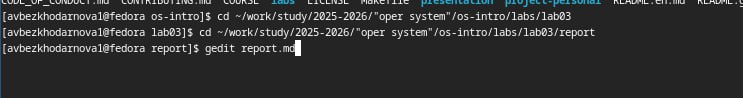 CODE_OF_CONDUCT.md CONTRIBUTING.md COURSE labs LICENSE Makefile presentation project-personal README.en.md README.g
[avbezkhodarnova1@fedora os-intro]$ cd ~/work/study/2025-2026/"oper system"/os-intro/labs/lab03
[avbezkhodarnova1@fedora lab03]$ cd ~/work/study/2025-2026/"oper system"/os-intro/labs/lab03/report
[avbezkhodarnova1@fedora report]$ gedit report.md